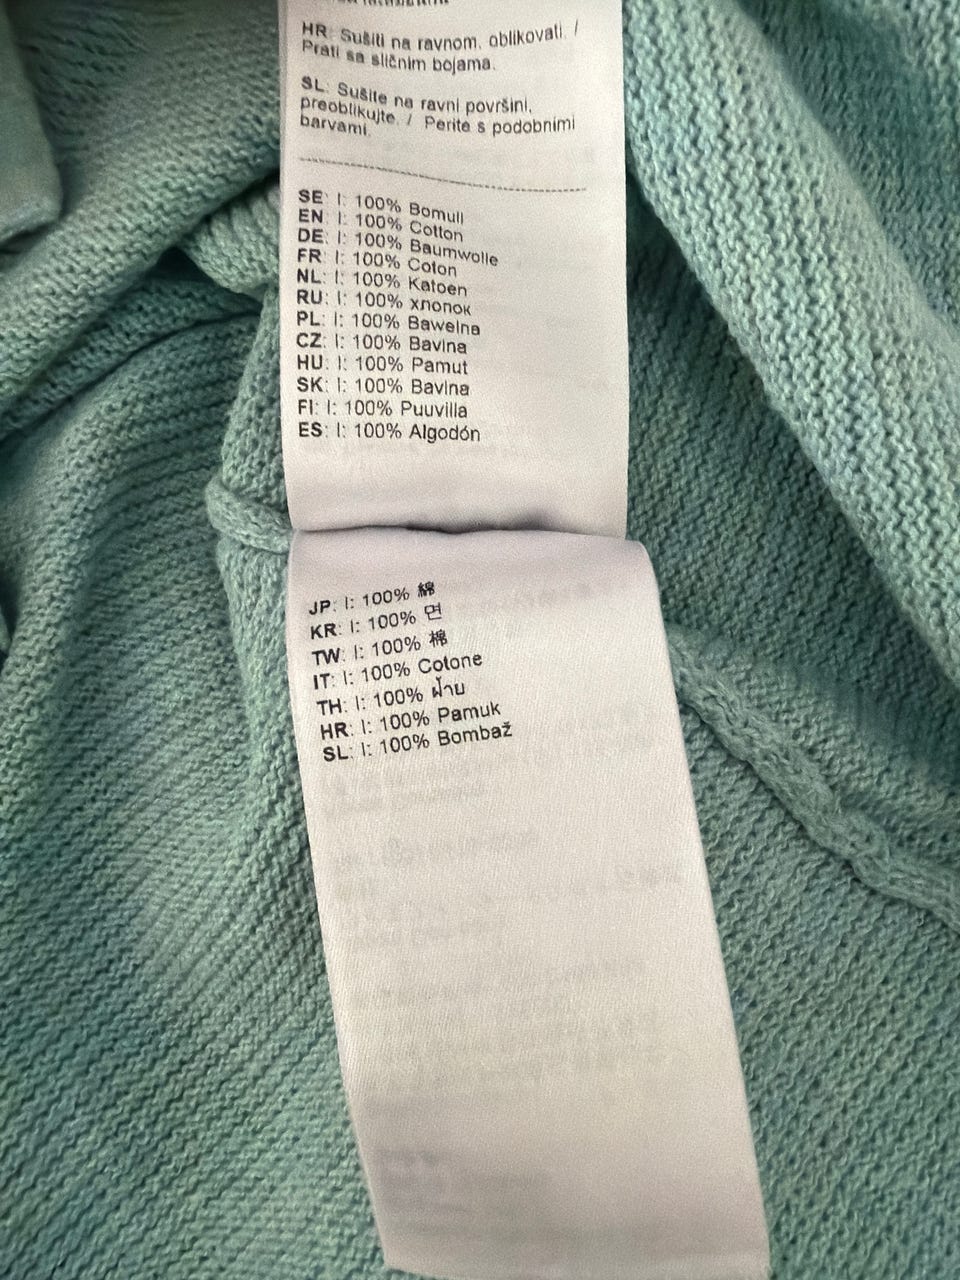 HR: Sušiti na ravnom, oblikovati. /
Prati sa sličnim bojama.
SL: Sušite na ravni površini,
preoblikujte. / Perite s podobnimi
barvami.
SE: I: 100% Bomull
EN: I: 100% Cotton
DE: I: 100% Baumwolle
FR: I: 100% Coton
NL: I: 100% Katoen
RU: I: 100% хлопок
PL: I: 100% Bawełna
CZ: I: 100% Bavlna
HU: I: 100% Pamut
SK: I: 100% Bavlna
FI: I: 100% Puuvilla
ES: I: 100% Algodón
JP: I: 100% 綿
KR: I: 100% 면
TW: I: 100% 棉
IT: I: 100% Cotone
TH: I: 100% ฝ้าย
HR: I: 100% Pamuk
SL: I: 100% Bombaž